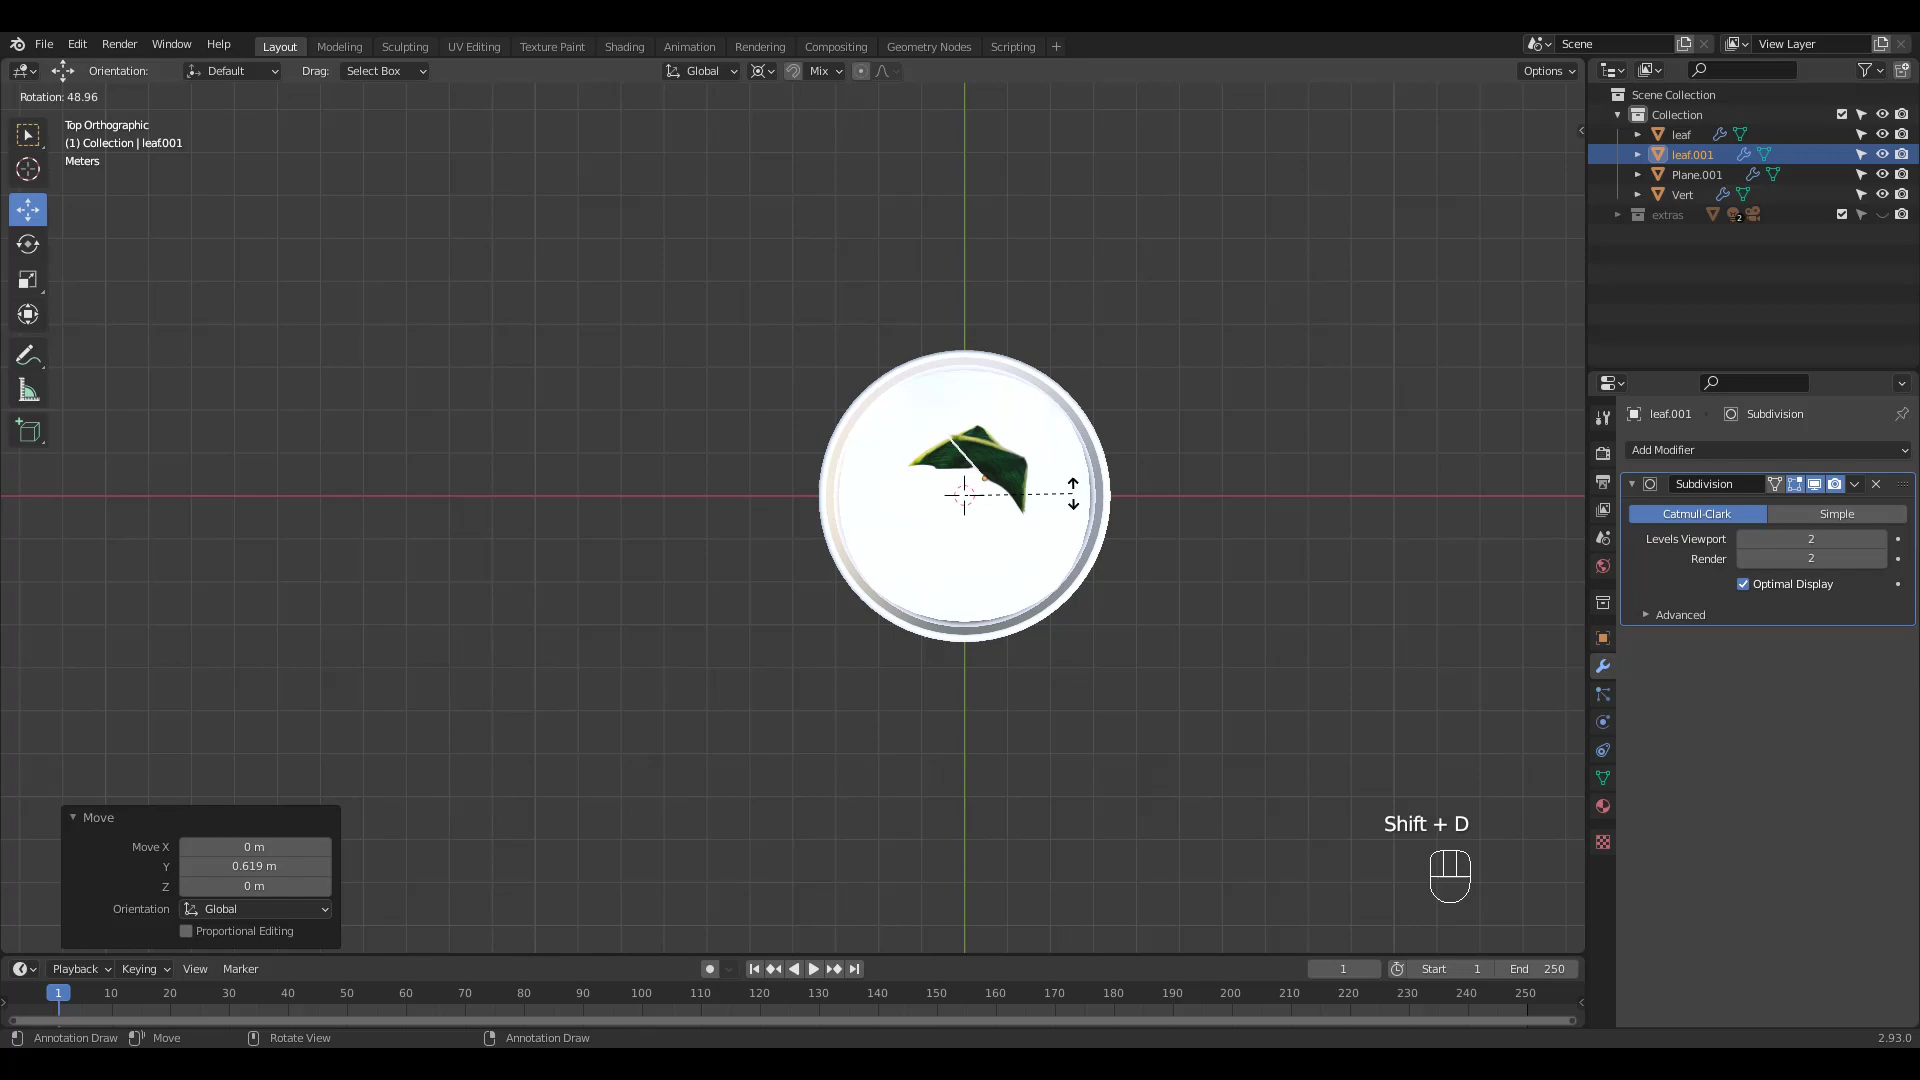 File Edit Render Window Help Layout Modeling Sculpting UV Editing Texture Paint Shading Animation Rendering Compositing Geometry Nodes Scripting + Scene View Layer
Orientation: Default Drag: Select Box Global Mix Options
Rotation: 48.96
Top Orthographic
(1) Collection | leaf.001
Meters
Scene Collection
Collection
leaf
leaf.001
Plane.001
Vert
extras 2
leaf.001 Subdivision
Add Modifier
Subdivision
Catmull-Clark Simple
Levels Viewport 2
Render 2
Optimal Display
Advanced
Shift + D
Move
Move X 0 m
Y 0.619 m
Z 0 m
Orientation Global
Proportional Editing
Playback Keying View Marker 1 Start 1 End 250
1 10 20 30 40 50 60 70 80 90 100 110 120 130 140 150 160 170 180 190 200 210 220 230 240 250
Annotation Draw Move Rotate View Annotation Draw 2.93.0